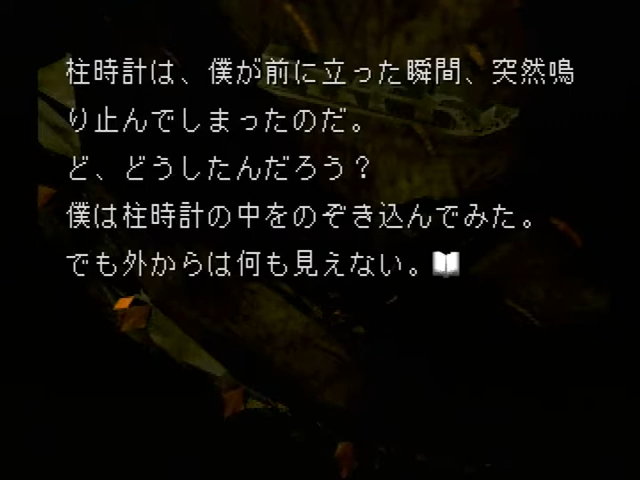 柱時計は、僕が前に立った瞬間、突然鳴
り止んでしまったのだ。
ど、どうしたんだろう？
僕は柱時計の中をのぞき込んでみた。
でも外からは何も見えない。